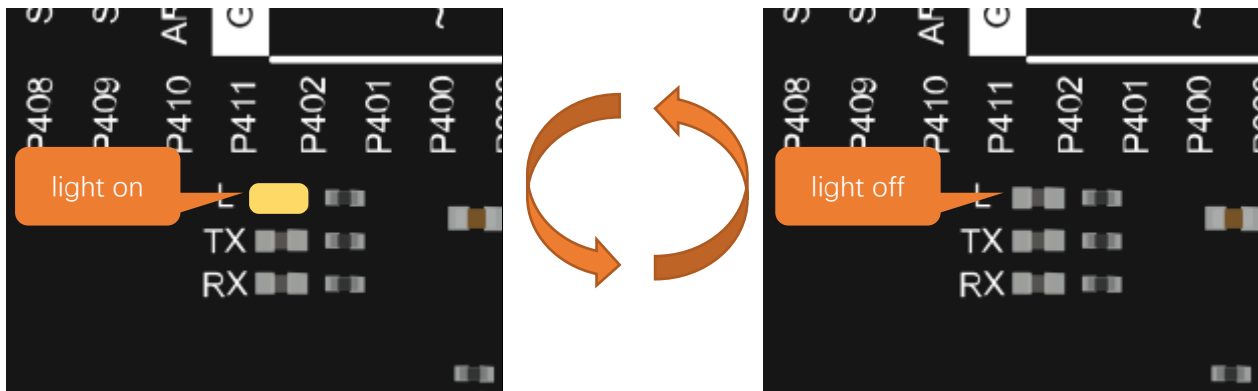 S
S
G
~
P408
P409
P410
P411
P402
P401
P400
light on
L
TX
RX
S
S
G
~
P408
P409
P410
P411
P402
P401
P400
light off
L
TX
RX